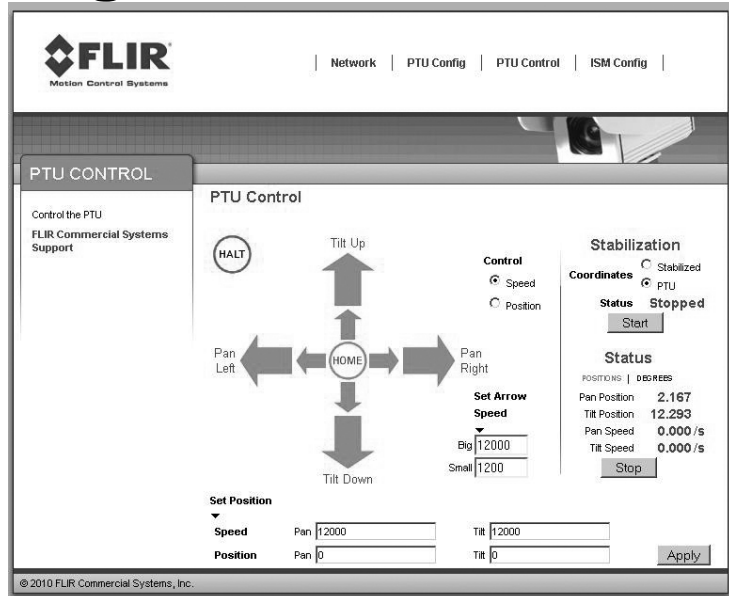 FLIR
Motion Control Systems
Network | PTU Config | PTU Control | ISM Config |
PTU CONTROL
Control the PTU
FLIR Commercial Systems
Support
PTU Control
HALT
Tilt Up
Pan
Left
HOME
Pan
Right
Tilt Down
Control
Speed
Position
Set Arrow
Speed
Big 12000
Small 1200
Stabilization
Coordinates
Stabilized
PTU
Status Stopped
Start
Status
POSITIONS | DEGREES
Pan Position 2.167
Tilt Position 12.293
Pan Speed 0.000 /s
Tilt Speed 0.000 /s
Stop
Set Position
Speed Pan 12000 Tilt 12000
Position Pan 0 Tilt 0
Apply
© 2010 FLIR Commercial Systems, Inc.